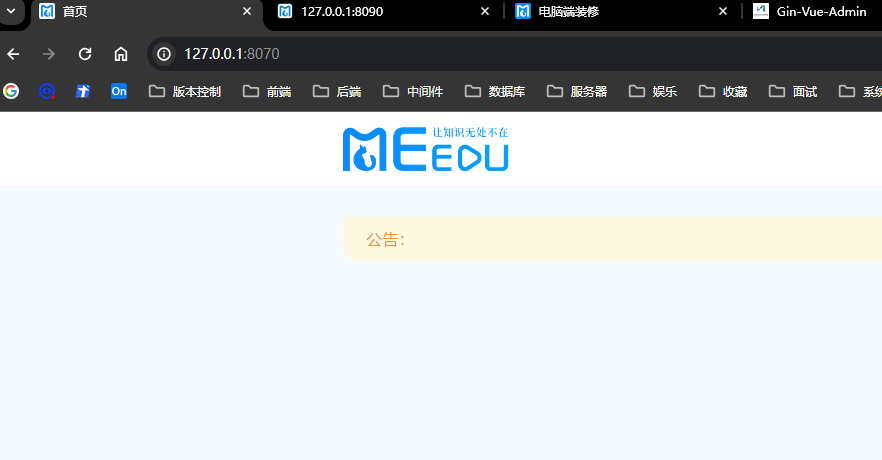 首页
127.0.0.1:8090
电脑端装修
Gin-Vue-Admin
127.0.0.1:8070
On
版本控制
前端
后端
中间件
数据库
服务器
娱乐
收藏
面试
系统
让知识无处不在
MEEDU
公告：